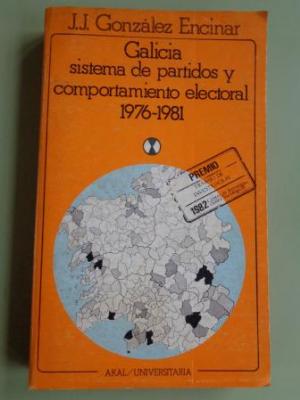 J.J. González Encinar
Galicia
sistema de partidos y
comportamiento electoral
1976-1981
PREMIO
1982
AKAL/UNIVERSITARIA